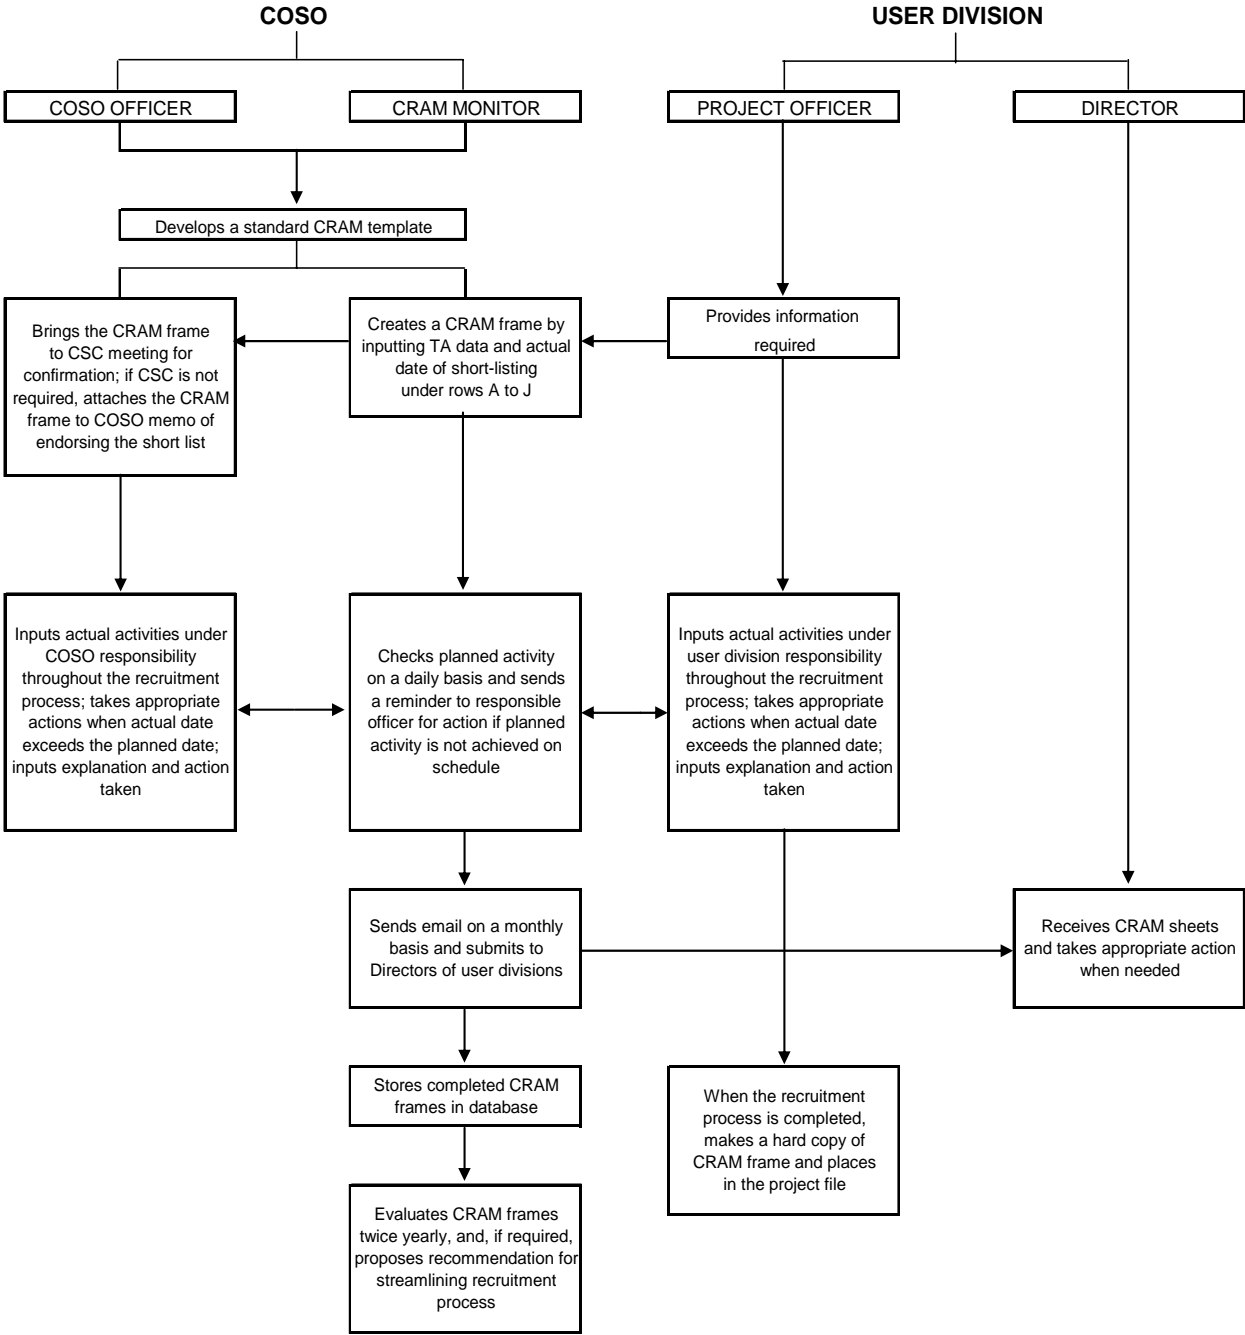 COSO
USER DIVISION
COSO OFFICER
CRAM MONITOR
PROJECT OFFICER
DIRECTOR
Develops a standard CRAM template
Brings the CRAM frame
to CSC meeting for
confirmation; if CSC is not
required, attaches the CRAM
frame to COSO memo of
endorsing the short list
Creates a CRAM frame by
inputting TA data and actual
date of short-listing
under rows A to J
Provides information
required
Inputs actual activities under
COSO responsibility
throughout the recruitment
process; takes appropriate
actions when actual date
exceeds the planned date;
inputs explanation and action
taken
Checks planned activity
on a daily basis and sends
a reminder to responsible
officer for action if planned
activity is not achieved on
schedule
Inputs actual activities under
user division responsibility
throughout the recruitment
process; takes appropriate
actions when actual date
exceeds the planned date;
inputs explanation and action
taken
Sends email on a monthly
basis and submits to
Directors of user divisions
Receives CRAM sheets
and takes appropriate action
when needed
Stores completed CRAM
frames in database
When the recruitment
process is completed,
makes a hard copy of
CRAM frame and places
in the project file
Evaluates CRAM frames
twice yearly, and, if required,
proposes recommendation for
streamlining recruitment
process